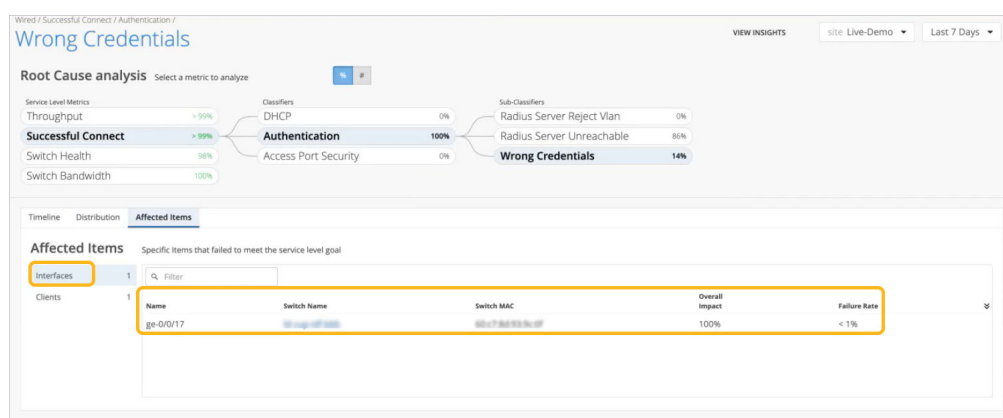 Wired / Successful Connect / Authentication /
Wrong Credentials
VIEW INSIGHTS
site Live-Demo
Last 7 Days
Root Cause analysis Select a metric to analyze
% #
Service Level Metrics Classifiers Sub-Classifiers
Throughput > 99% DHCP 0% Radius Server Reject Vlan 0%
Successful Connect > 99% Authentication 100% Radius Server Unreachable 86%
Switch Health 98% Access Port Security 0% Wrong Credentials 14%
Switch Bandwidth 100%
Timeline Distribution Affected Items
Affected Items Specific Items that failed to meet the service level goal
Interfaces 1
Clients 1
Filter
Name Switch Name Switch MAC Overall Impact Failure Rate
ge-0/0/17 100% < 1%